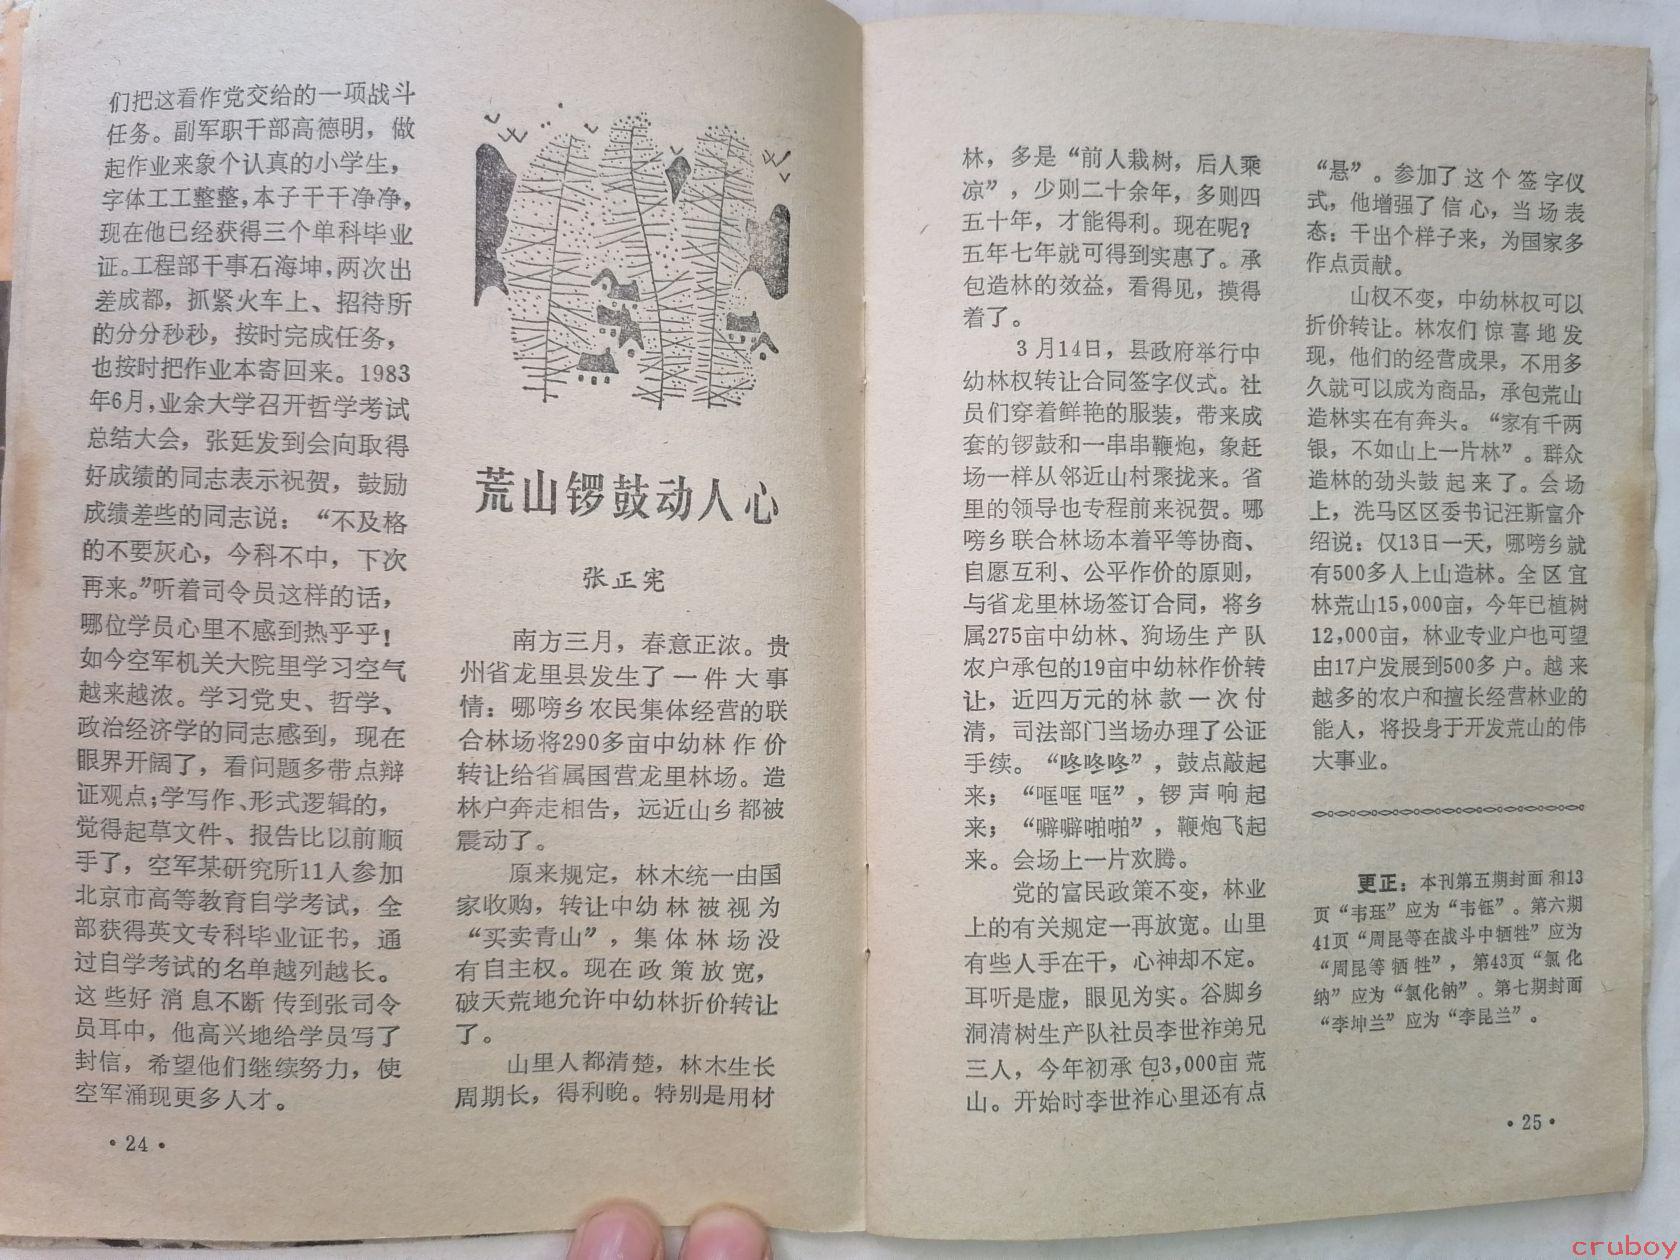 们把这看作党交给的一项战斗
任务。副军职干部高德明，做
起作业来象个认真的小学生，
字体工工整整，本子干干净净，
现在他已经获得三个单科毕业
证。工程部干事石海坤，两次出
差成都，抓紧火车上、招待所
的分分秒秒，按时完成任务，
也按时把作业本寄回来。1983
年6月，业余大学召开哲学考试
总结大会，张廷发到会向取得
好成绩的同志表示祝贺，鼓励
成绩差些的同志说：“不及格
的不要灰心，今科不中，下次
再来。”听着司令员这样的话，
哪位学员心里不感到热乎乎！
如今空军机关大院里学习空气
越来越浓。学习党史、哲学、
政治经济学的同志感到，现在
眼界开阔了，看问题多带点辩
证观点；学写作、形式逻辑的，
觉得起草文件、报告比以前顺
手了，空军某研究所11人参加
北京市高等教育自学考试，全
部获得英文专科毕业证书，通
过自学考试的名单越列越长。
这些好消息不断传到张司令
员耳中，他高兴地给学员写了
封信，希望他们继续努力，使
空军涌现更多人才。
·24·
荒山锣鼓动人心
张正宪
南方三月，春意正浓。贵
州省龙里县发生了一件大事
情：哪嗙乡农民集体经营的联
合林场将290多亩中幼林作价
转让给省属国营龙里林场。造
林户奔走相告，远近山乡都被
震动了。
原来规定，林木统一由国
家收购，转让中幼林被视为
“买卖青山”，集体林场没
有自主权。现在政策放宽，
破天荒地允许中幼林折价转让
了。
山里人都清楚，林木生长
周期长，得利晚。特别是用材
林，多是“前人栽树，后人乘
凉”，少则二十余年，多则四
五十年，才能得利。现在呢？
五年七年就可得到实惠了。承
包造林的效益，看得见，摸得
着了。
3月14日，县政府举行中
幼林权转让合同签字仪式。社
员们穿着鲜艳的服装，带来成
套的锣鼓和一串串鞭炮，象赶
场一样从邻近山村聚拢来。省
里的领导也专程前来祝贺。哪
嗙乡联合林场本着平等协商、
自愿互利、公平作价的原则，
与省龙里林场签订合同，将乡
属275亩中幼林、狗场生产队
农户承包的19亩中幼林作价转
让，近四万元的林款一次付
清，司法部门当场办理了公证
手续。“咚咚咚”，鼓点敲起
来；“哐哐哐”，锣声响起
来；“噼噼啪啪”，鞭炮飞起
来。会场上一片欢腾。
党的富民政策不变，林业
上的有关规定一再放宽。山里
有些人手在干，心神却不定。
耳听是虚，眼见为实。谷脚乡
洞清树生产队社员李世祚弟兄
三人，今年初承包3,000亩荒
山。开始时李世祚心里还有点
“悬”。参加了这个签字仪
式，他增强了信心，当场表
态：干出个样子来，为国家多
作点贡献。
山权不变，中幼林权可以
折价转让。林农们惊喜地发
现，他们的经营成果，不用多
久就可以成为商品，承包荒山
造林实在有奔头。“家有千两
银，不如山上一片林”。群众
造林的劲头鼓起来了。会场
上，洗马区区委书记汪斯富介
绍说：仅13日一天，哪嗙乡就
有500多人上山造林。全区宜
林荒山15,000亩，今年已植树
12,000亩，林业专业户也可望
由17户发展到500多户。越来
越多的农户和擅长经营林业的
能人，将投身于开发荒山的伟
大事业。
更正：本刊第五期封面和13
页“韦珏”应为“韦钰”。第六期
41页“周昆等在战斗中牺牲”应为
“周昆等牺牲”，第43页“氯化
纳”应为“氯化钠”。第七期封面
“李坤兰”应为“李昆兰”。
·25·
cruboy